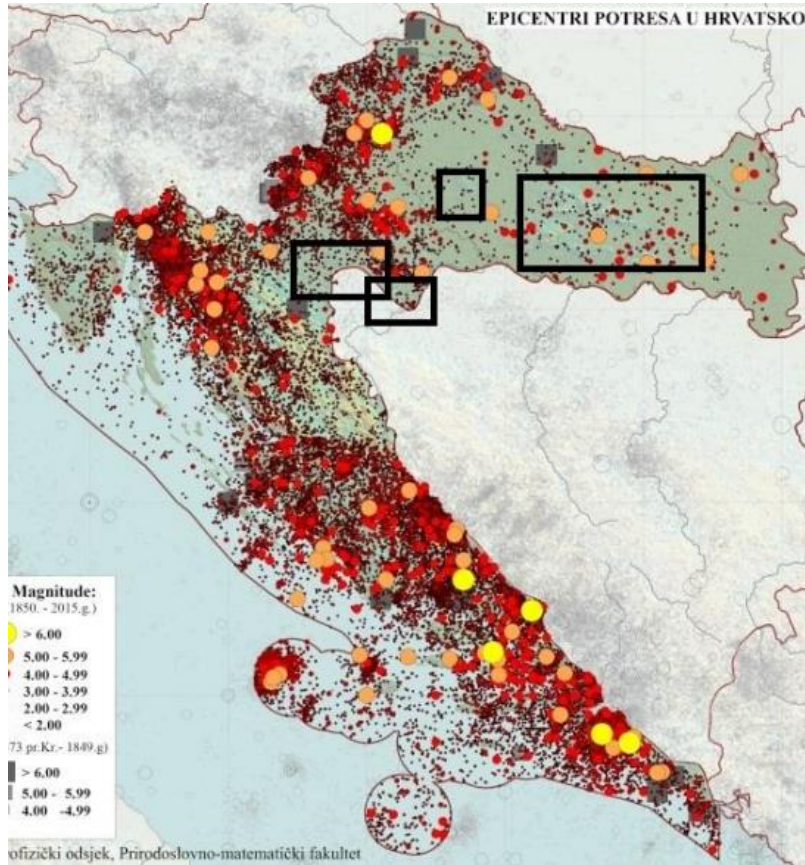 EPICENTRI POTRESA U HRVATSKO
Magnitude:
1850. - 2015.g.)
> 6.00
5.00 - 5.99
4.00 - 4.99
3.00 - 3.99
2.00 - 2.99
< 2.00
73 pr.Kr.- 1849.g)
> 6.00
5.00 - 5.99
4.00 -4.99
ofizički odsjek, Prirodoslovno-matematički fakultet